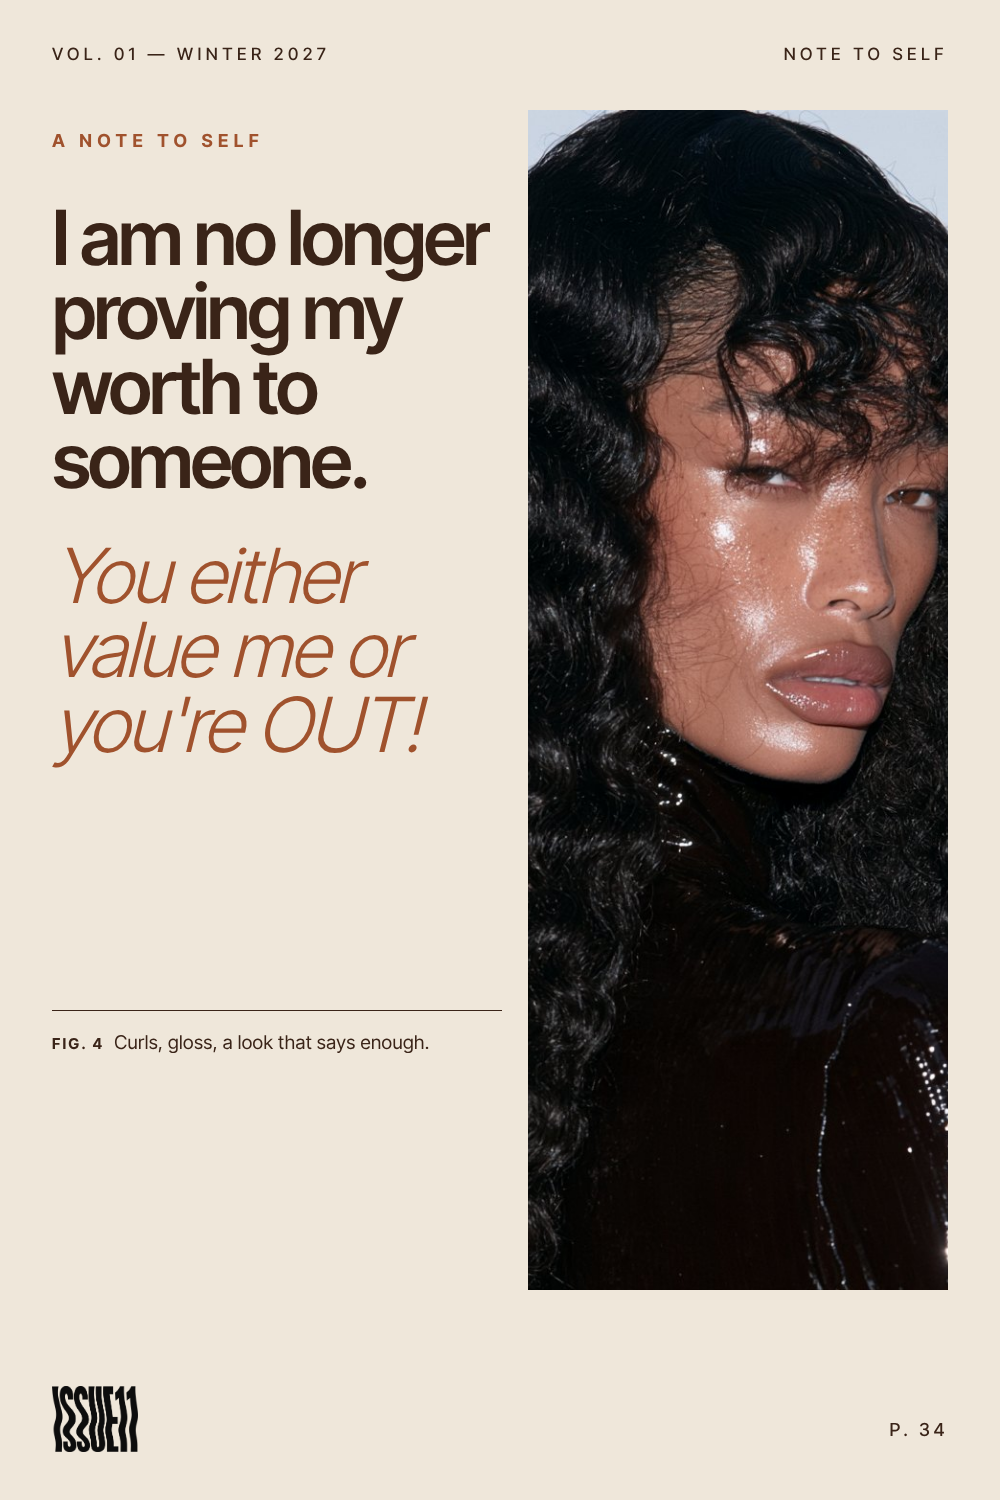 VOL. 01 — WINTER 2027
NOTE TO SELF
A NOTE TO SELF
I am no longer
proving my
worth to
someone.
You either
value me or
you're OUT!
FIG. 4 Curls, gloss, a look that says enough.
ISSUE11
P. 34